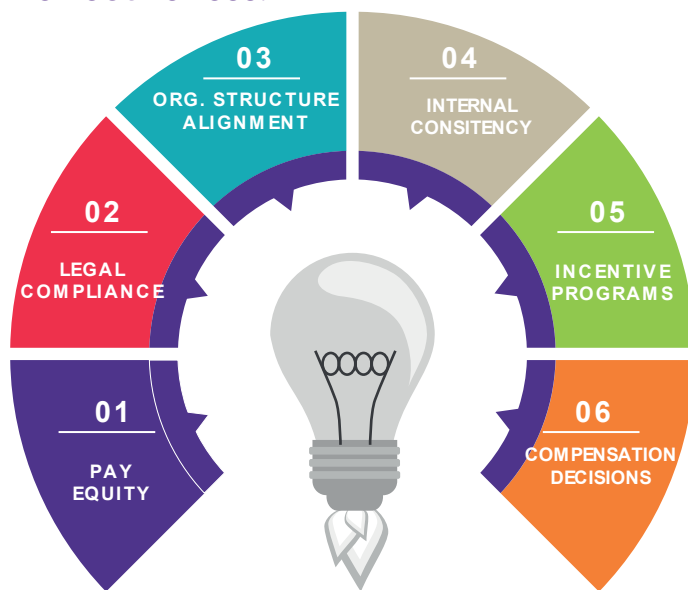 01
PAY
EQUITY
02
LEGAL
COMPLIANCE
03
ORG. STRUCTURE
ALIGNMENT
04
INTERNAL
CONSITENCY
05
INCENTIVE
PROGRAMS
06
COMPENSATION
DECISIONS